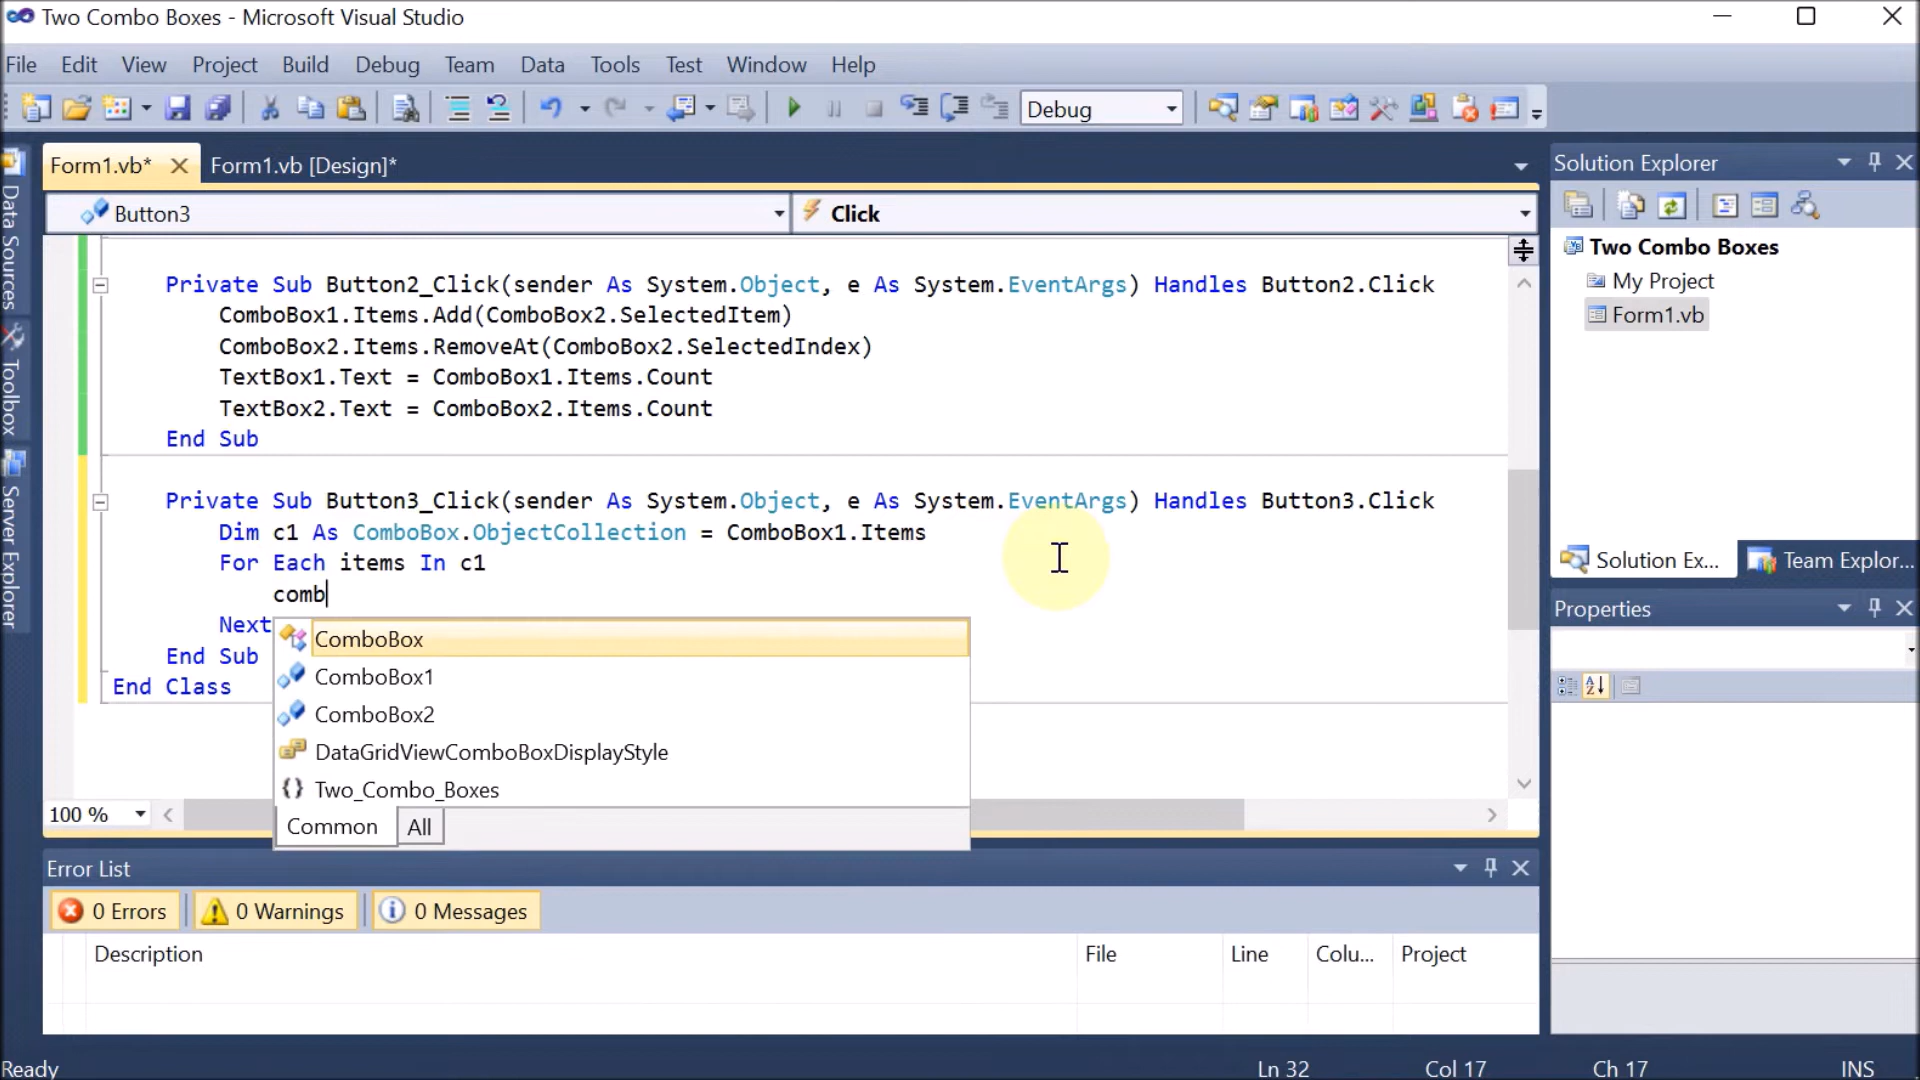 Two Combo Boxes - Microsoft Visual Studio
File Edit View Project Build Debug Team Data Tools Test Window Help
Debug
Form1.vb* Form1.vb [Design]*
Button3 Click
Data Sources
Toolbox
Server Explorer
Private Sub Button2_Click(sender As System.Object, e As System.EventArgs) Handles Button2.Click
ComboBox1.Items.Add(ComboBox2.SelectedItem)
ComboBox2.Items.RemoveAt(ComboBox2.SelectedIndex)
TextBox1.Text = ComboBox1.Items.Count
TextBox2.Text = ComboBox2.Items.Count
End Sub
Private Sub Button3_Click(sender As System.Object, e As System.EventArgs) Handles Button3.Click
Dim c1 As ComboBox.ObjectCollection = ComboBox1.Items
For Each items In c1
comb
Next
End Sub
End Class
ComboBox
ComboBox1
ComboBox2
DataGridViewComboBoxDisplayStyle
Two_Combo_Boxes
Common All
100 %
Solution Explorer
Two Combo Boxes
My Project
Form1.vb
Solution Ex... Team Explor...
Properties
Error List
0 Errors 0 Warnings 0 Messages
Description File Line Colu... Project
Ready Ln 32 Col 17 Ch 17 INS